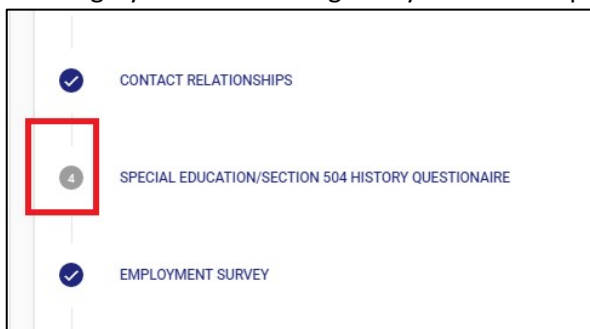 CONTACT RELATIONSHIPS
4 SPECIAL EDUCATION/SECTION 504 HISTORY QUESTIONAIRE
EMPLOYMENT SURVEY